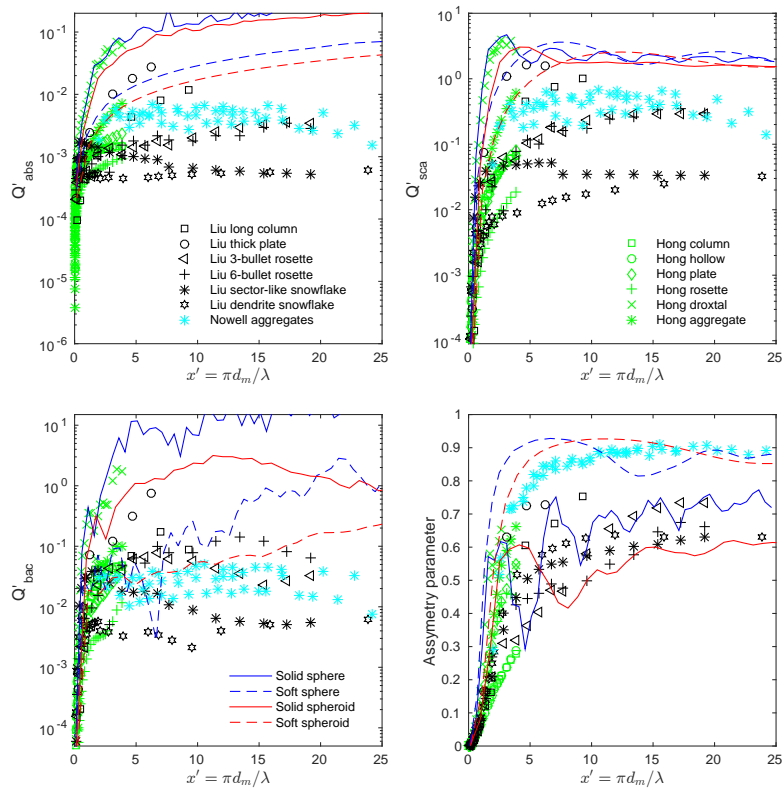 10^-1
10^-2
10^-3
10^-4
10^-5
10^-6
Q'abs
0 5 10 15 20 25
x' = πd_m/λ
Liu long column
Liu thick plate
Liu 3-bullet rosette
Liu 6-bullet rosette
Liu sector-like snowflake
Liu dendrite snowflake
Nowell aggregates
10^1
10^0
10^-1
10^-2
10^-3
10^-4
Q'sca
0 5 10 15 20 25
x' = πd_m/λ
Hong column
Hong hollow
Hong plate
Hong rosette
Hong droxtal
Hong aggregate
10^1
10^0
10^-1
10^-2
10^-3
10^-4
Q'bac
0 5 10 15 20 25
x' = πd_m/λ
Solid sphere
Soft sphere
Solid spheroid
Soft spheroid
1
0.9
0.8
0.7
0.6
0.5
0.4
0.3
0.2
0.1
0
Assymetry parameter
0 5 10 15 20 25
x' = πd_m/λ